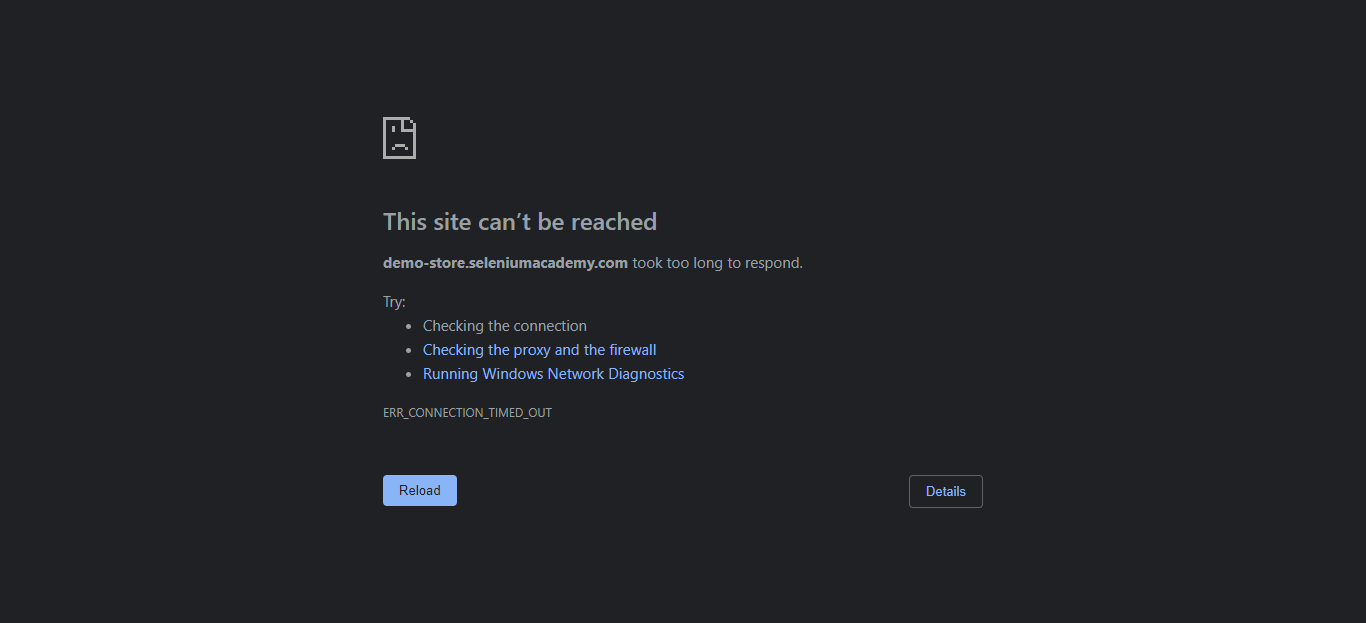 This site can’t be reached
demo-store.seleniumacademy.com took too long to respond.
Try:
Checking the connection
Checking the proxy and the firewall
Running Windows Network Diagnostics
ERR_CONNECTION_TIMED_OUT
Reload
Details